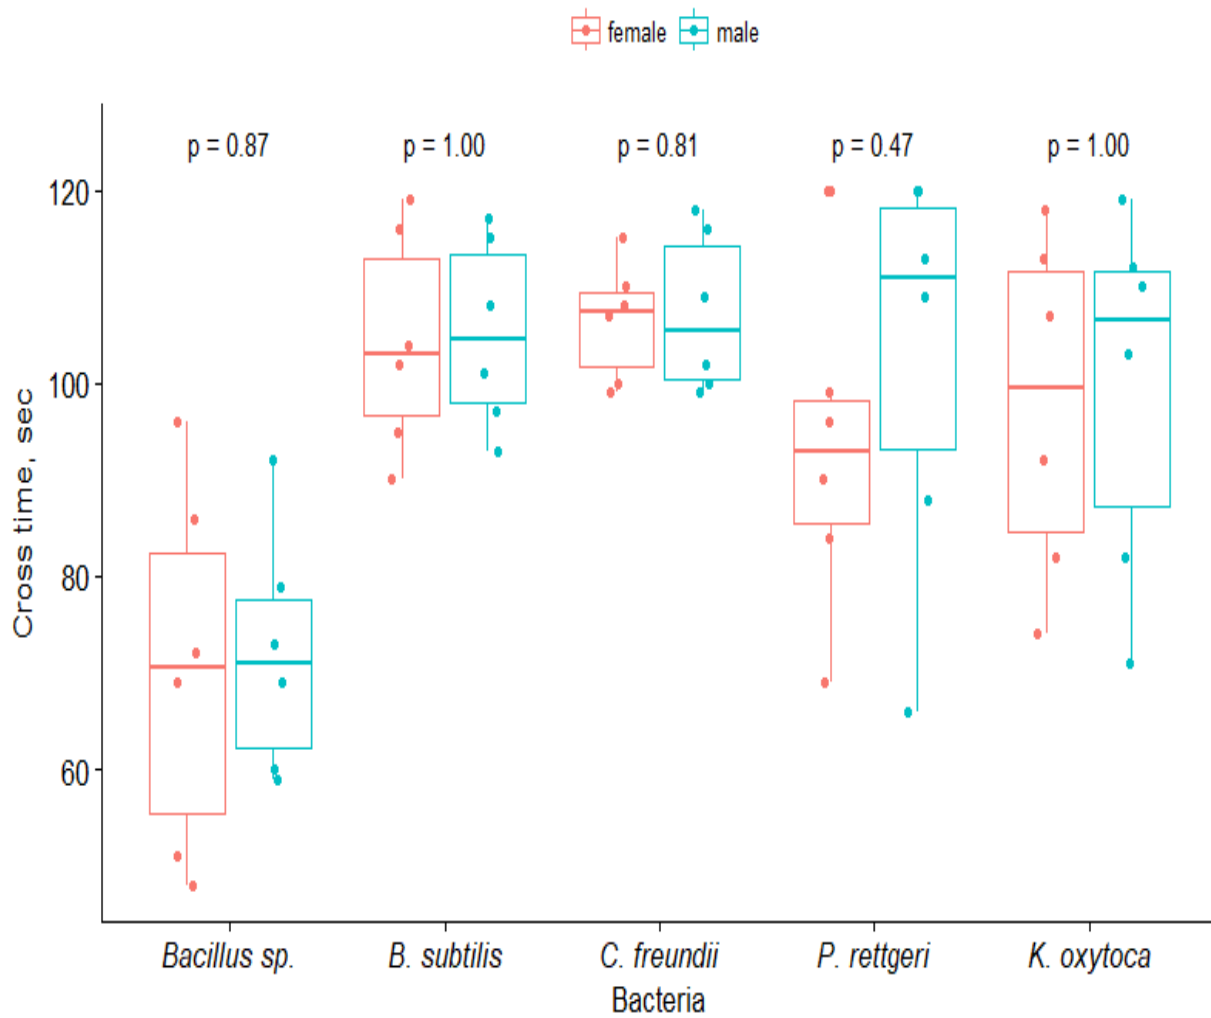 female male
p = 0.87 p = 1.00 p = 0.81 p = 0.47 p = 1.00
120
100
80
60
Cross time, sec
Bacillus sp. B. subtilis C. freundii P. rettgeri K. oxytoca
Bacteria